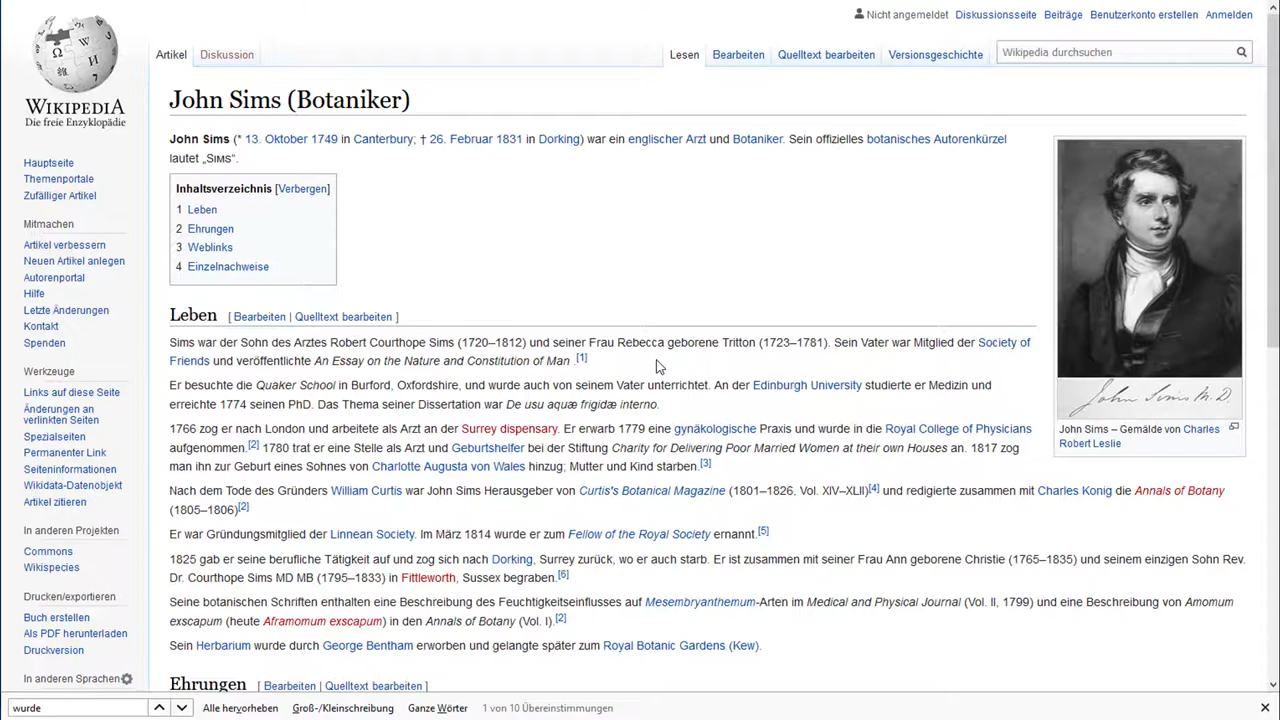 Nicht angemeldet Diskussionsseite Beiträge Benutzerkonto erstellen Anmelden
Artikel Diskussion Lesen Bearbeiten Quelltext bearbeiten Versionsgeschichte Wikipedia durchsuchen
WIKIPEDIA
Die freie Enzyklopädie
Hauptseite
Themenportale
Zufälliger Artikel
Mitmachen
Artikel verbessern
Neuen Artikel anlegen
Autorenportal
Hilfe
Letzte Änderungen
Kontakt
Spenden
Werkzeuge
Links auf diese Seite
Änderungen an
verlinkten Seiten
Spezialseiten
Permanenter Link
Seiteninformationen
Wikidata-Datenobjekt
Artikel zitieren
In anderen Projekten
Commons
Wikispecies
Drucken/exportieren
Buch erstellen
Als PDF herunterladen
Druckversion
In anderen Sprachen
John Sims (Botaniker)
John Sims (* 13. Oktober 1749 in Canterbury; † 26. Februar 1831 in Dorking) war ein englischer Arzt und Botaniker. Sein offizielles botanisches Autorenkürzel
lautet „SIMS“.
Inhaltsverzeichnis [Verbergen]
1 Leben
2 Ehrungen
3 Weblinks
4 Einzelnachweise
John Sims M.D.
John Sims – Gemälde von Charles
Robert Leslie
Leben [ Bearbeiten | Quelltext bearbeiten ]
Sims war der Sohn des Arztes Robert Courthope Sims (1720–1812) und seiner Frau Rebecca geborene Tritton (1723–1781). Sein Vater war Mitglied der Society of
Friends und veröffentlichte An Essay on the Nature and Constitution of Man .[1]
Er besuchte die Quaker School in Burford, Oxfordshire, und wurde auch von seinem Vater unterrichtet. An der Edinburgh University studierte er Medizin und
erreichte 1774 seinen PhD. Das Thema seiner Dissertation war De usu aquæ frigidæ interno.
1766 zog er nach London und arbeitete als Arzt an der Surrey dispensary. Er erwarb 1779 eine gynäkologische Praxis und wurde in die Royal College of Physicians
aufgenommen.[2] 1780 trat er eine Stelle als Arzt und Geburtshelfer bei der Stiftung Charity for Delivering Poor Married Women at their own Houses an. 1817 zog
man ihn zur Geburt eines Sohnes von Charlotte Augusta von Wales hinzug; Mutter und Kind starben.[3]
Nach dem Tode des Gründers William Curtis war John Sims Herausgeber von Curtis's Botanical Magazine (1801–1826, Vol. XIV–XLII)[4] und redigierte zusammen mit Charles Konig die Annals of Botany
(1805–1806)[2]
Er war Gründungsmitglied der Linnean Society. Im März 1814 wurde er zum Fellow of the Royal Society ernannt.[5]
1825 gab er seine berufliche Tätigkeit auf und zog sich nach Dorking, Surrey zurück, wo er auch starb. Er ist zusammen mit seiner Frau Ann geborene Christie (1765–1835) und seinem einzigen Sohn Rev.
Dr. Courthope Sims MD MB (1795–1833) in Fittleworth, Sussex begraben.[6]
Seine botanischen Schriften enthalten eine Beschreibung des Feuchtigkeitseinflusses auf Mesembryanthemum-Arten im Medical and Physical Journal (Vol. II, 1799) und eine Beschreibung von Amomum
exscapum (heute Aframomum exscapum) in den Annals of Botany (Vol. I).[2]
Sein Herbarium wurde durch George Bentham erworben und gelangte später zum Royal Botanic Gardens (Kew).
Ehrungen [ Bearbeiten | Quelltext bearbeiten ]
wurde Alle hervorheben Groß-/Kleinschreibung Ganze Wörter 1 von 10 Übereinstimmungen